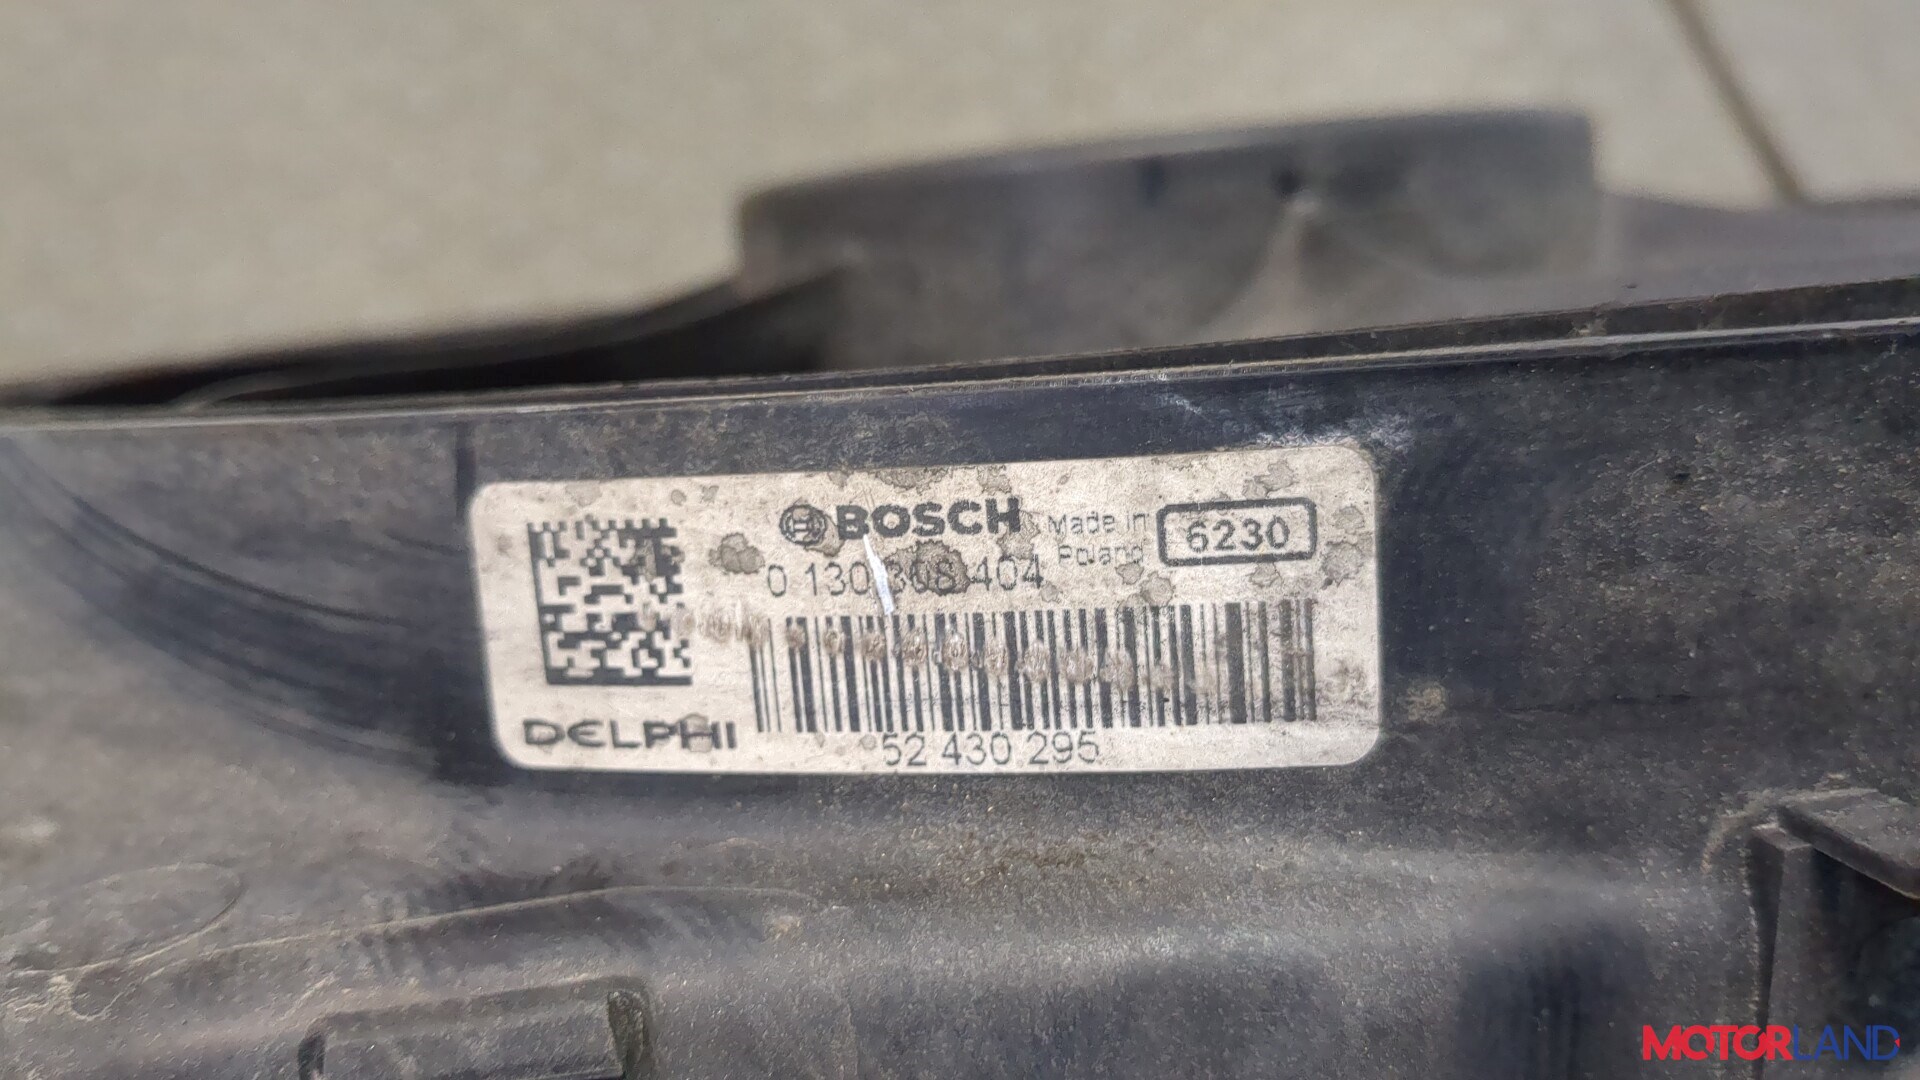 BOSCH
Made in
Poland
6230
0 130 308 404
DELPHI
52 430 295
MOTORLAND